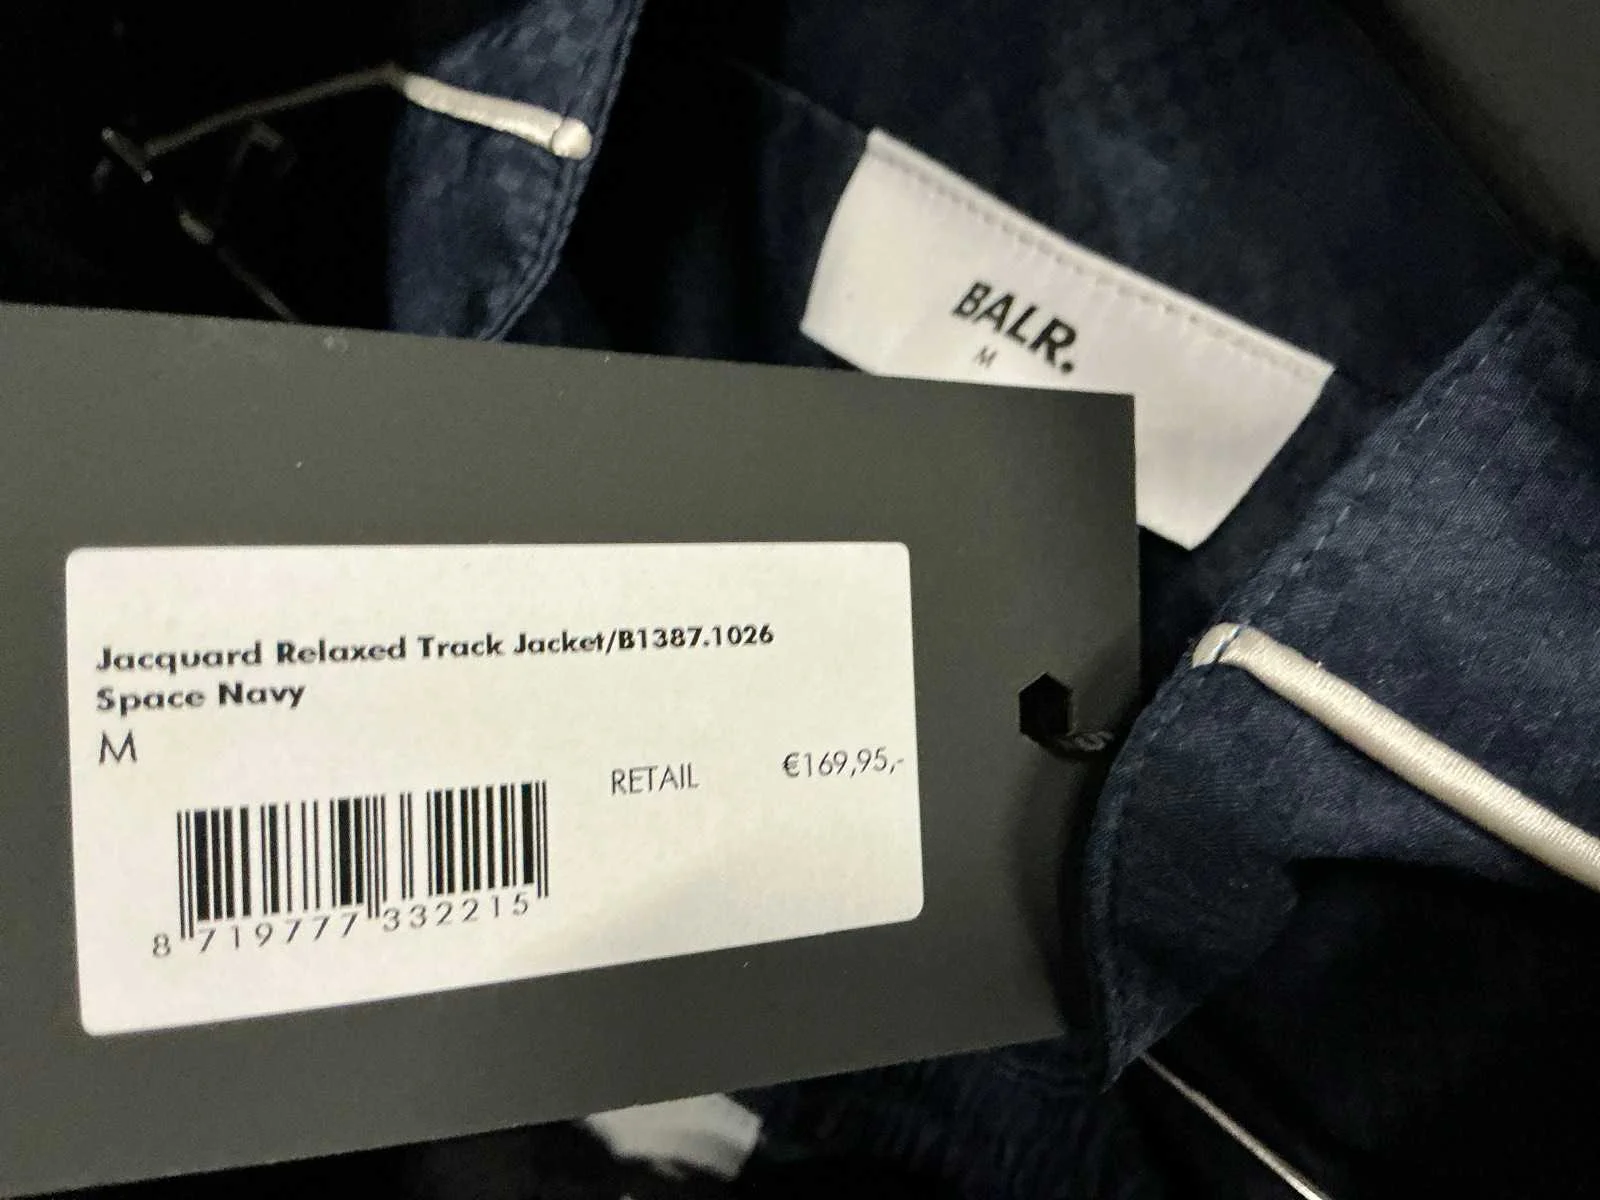 BALR.
M
Jacquard Relaxed Track Jacket/B1387.1026
Space Navy
M
RETAIL €169,95,-
8 719777 332215